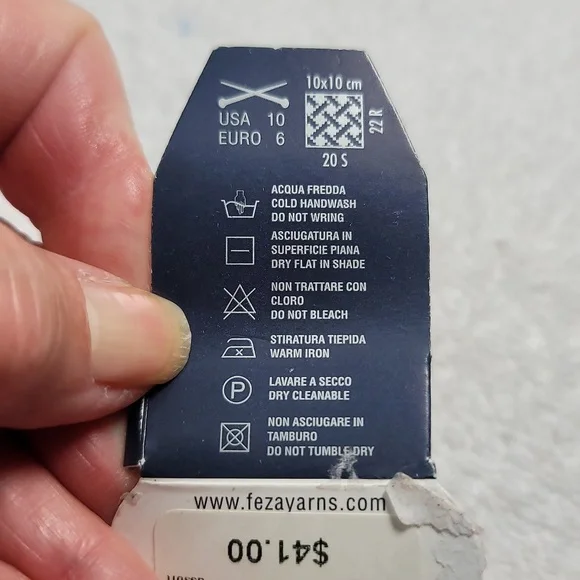 10x10 cm
USA 10
EURO 6
22 R
20 S
ACQUA FREDDA
COLD HANDWASH
DO NOT WRING
ASCIUGATURA IN
SUPERFICIE PIANA
DRY FLAT IN SHADE
NON TRATTARE CON
CLORO
DO NOT BLEACH
STIRATURA TIEPIDA
WARM IRON
P
LAVARE A SECCO
DRY CLEANABLE
NON ASCIUGARE IN
TAMBURO
DO NOT TUMBLE DRY
www.fezayarns.com
$41.00